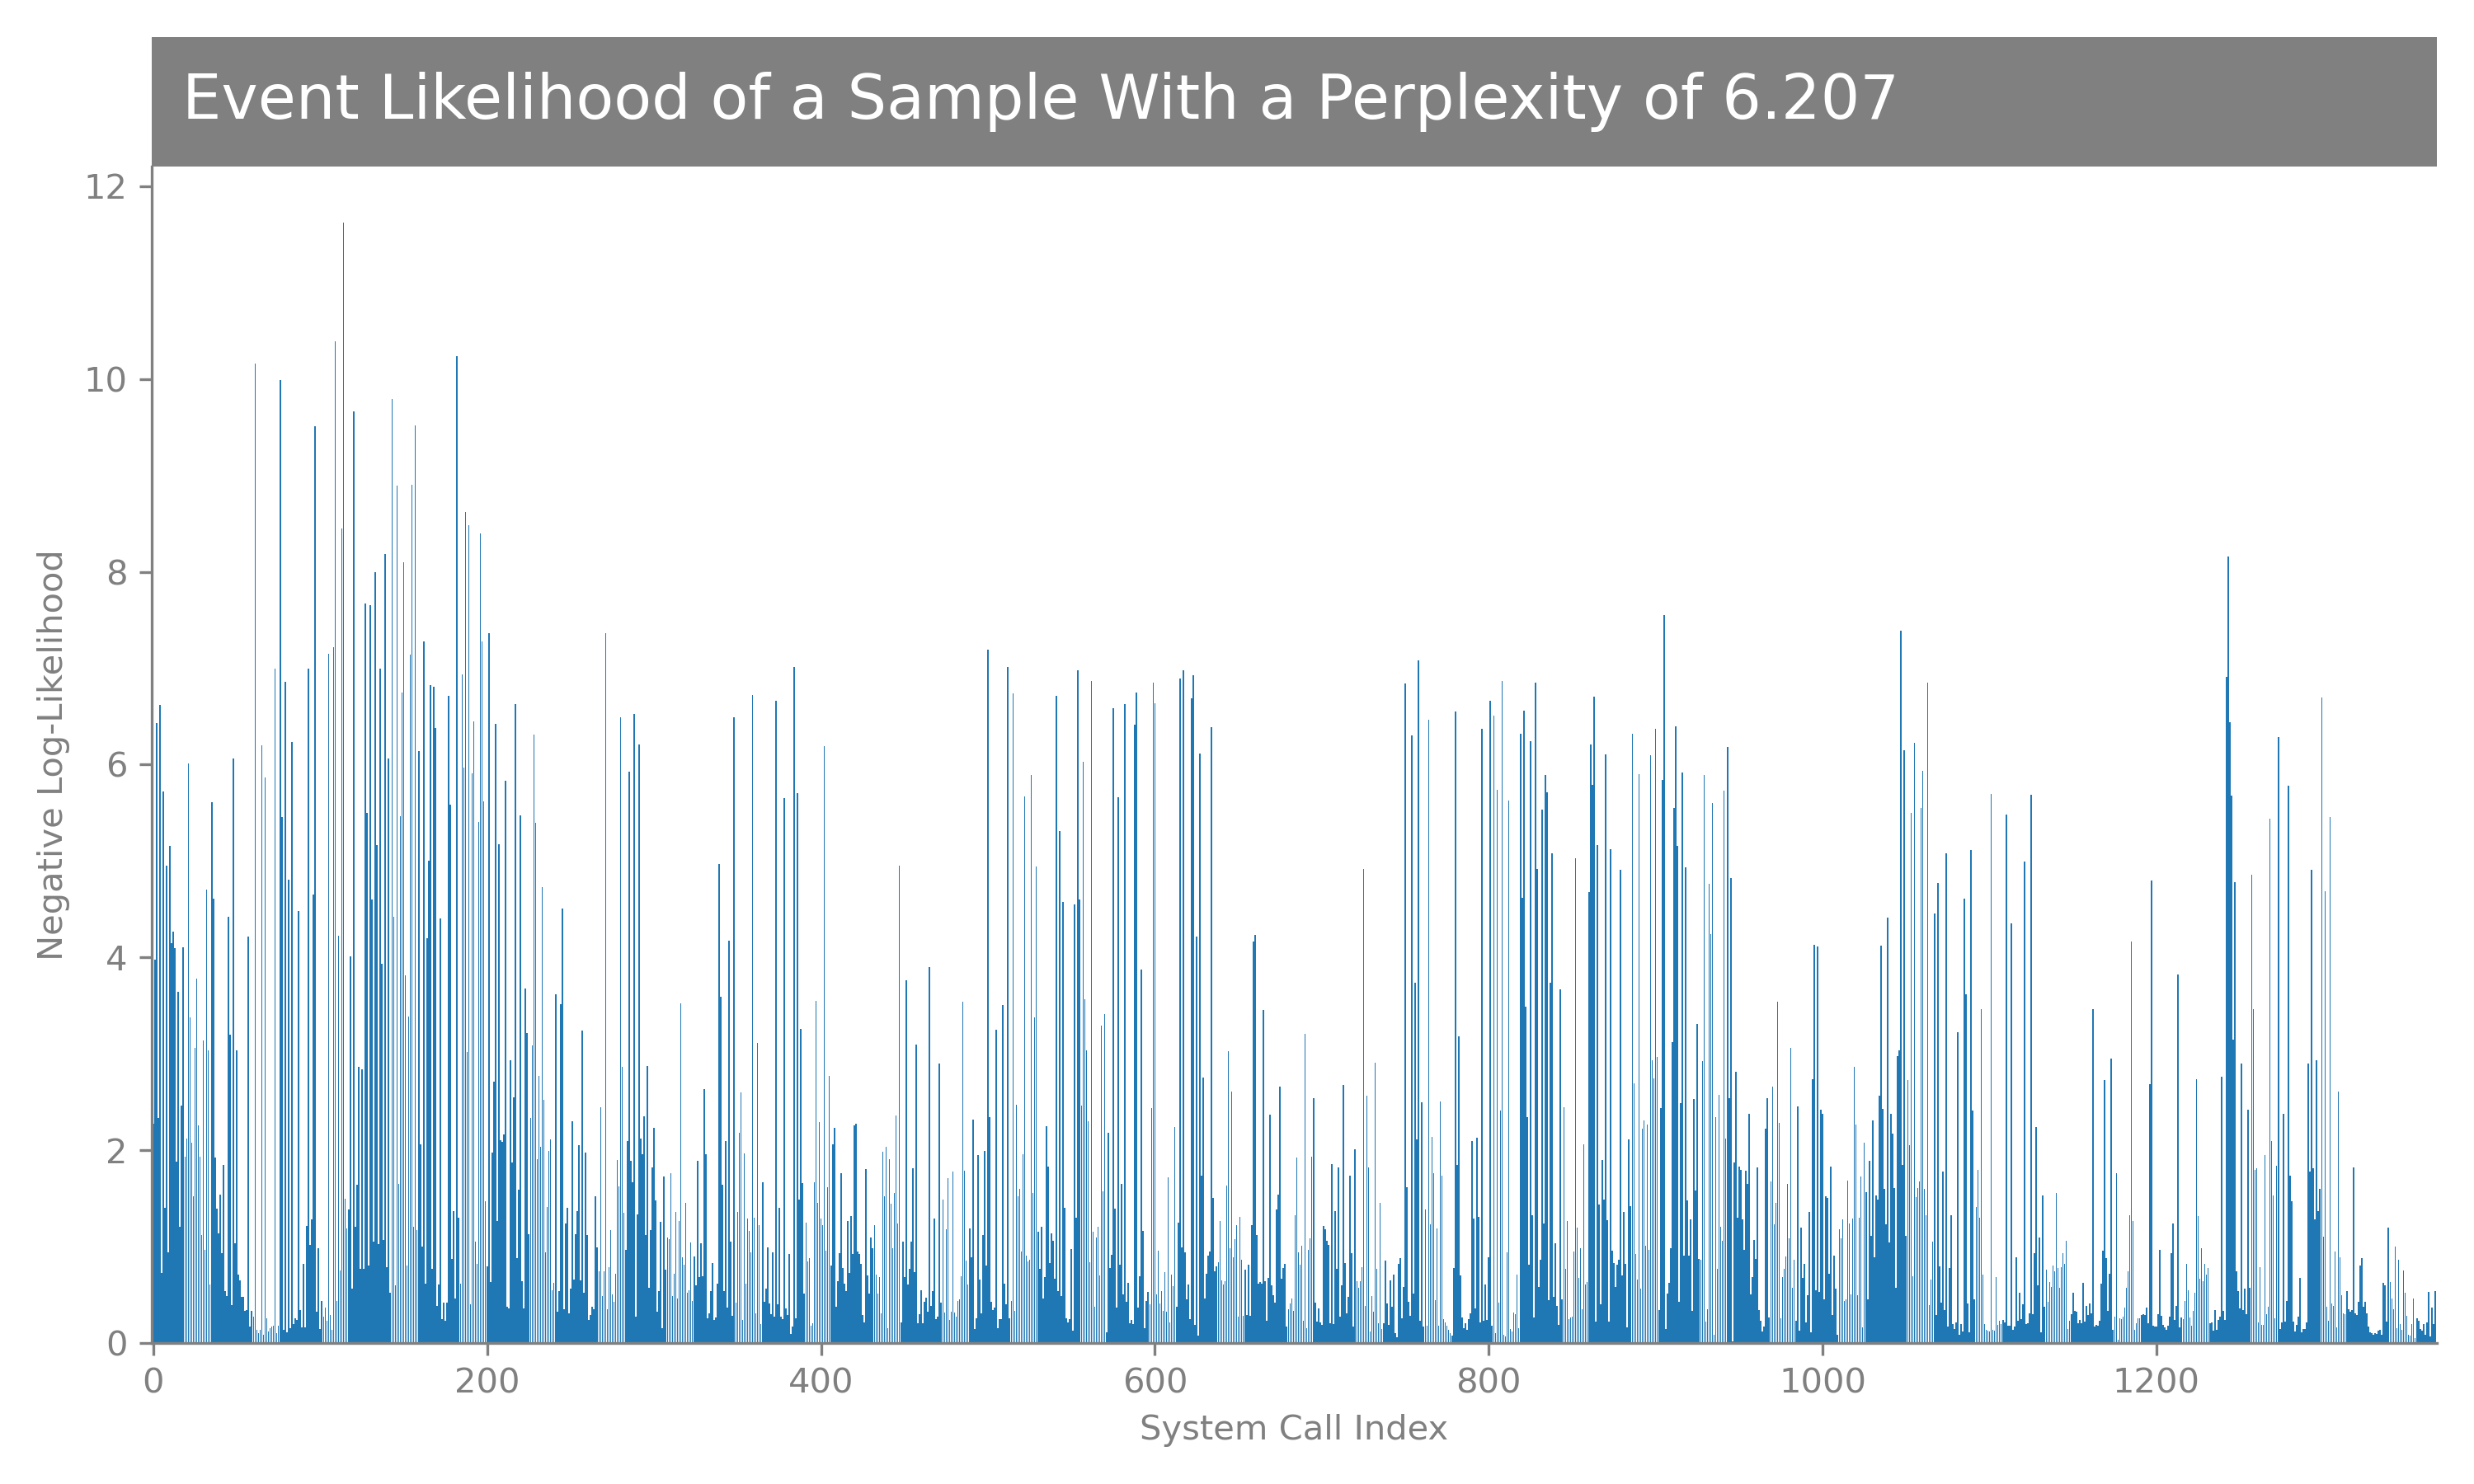 Event Likelihood of a Sample With a Perplexity of 6.207
12
10
8
6
4
2
0
Negative Log-Likelihood
0 200 400 600 800 1000 1200
System Call Index